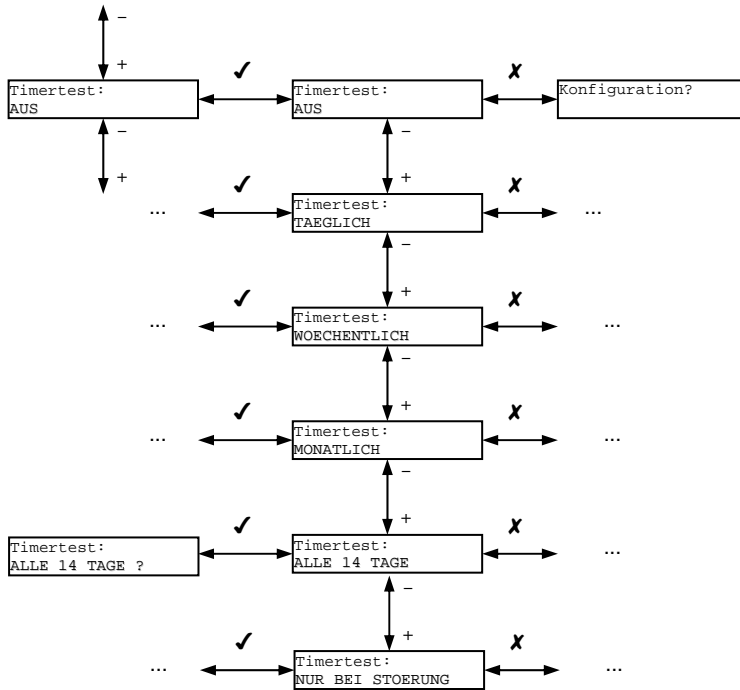 −
+
✓ ✗
Timertest: Timertest: Konfiguration?
AUS AUS
− −
+ +
✓ ✗
... Timertest: ...
TAEGLICH
−
+
✓ ✗
... Timertest: ...
WOECHENTLICH
−
+
✓ ✗
... Timertest: ...
MONATLICH
−
+
✓ ✗
Timertest: Timertest: ...
ALLE 14 TAGE ? ALLE 14 TAGE
−
+
✓ ✗
... Timertest: ...
NUR BEI STOERUNG